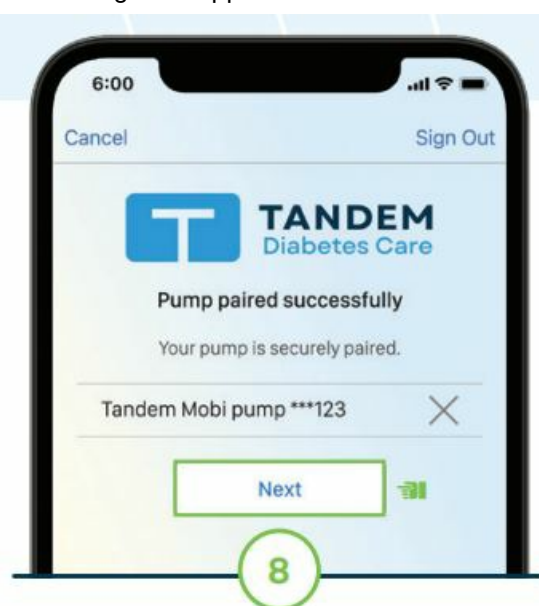 6:00
Cancel Sign Out
TANDEM
Diabetes Care
Pump paired successfully
Your pump is securely paired.
Tandem Mobi pump ***123
Next
8